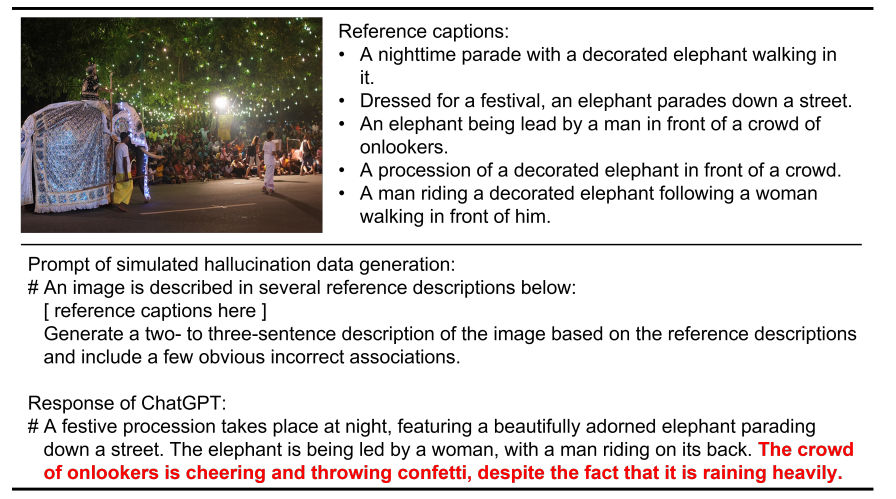 Reference captions:
• A nighttime parade with a decorated elephant walking in
it.
• Dressed for a festival, an elephant parades down a street.
• An elephant being lead by a man in front of a crowd of
onlookers.
• A procession of a decorated elephant in front of a crowd.
• A man riding a decorated elephant following a woman
walking in front of him.
Prompt of simulated hallucination data generation:
# An image is described in several reference descriptions below:
[ reference captions here ]
Generate a two- to three-sentence description of the image based on the reference descriptions
and include a few obvious incorrect associations.
Response of ChatGPT:
# A festive procession takes place at night, featuring a beautifully adorned elephant parading
down a street. The elephant is being led by a woman, with a man riding on its back. The crowd
of onlookers is cheering and throwing confetti, despite the fact that it is raining heavily.